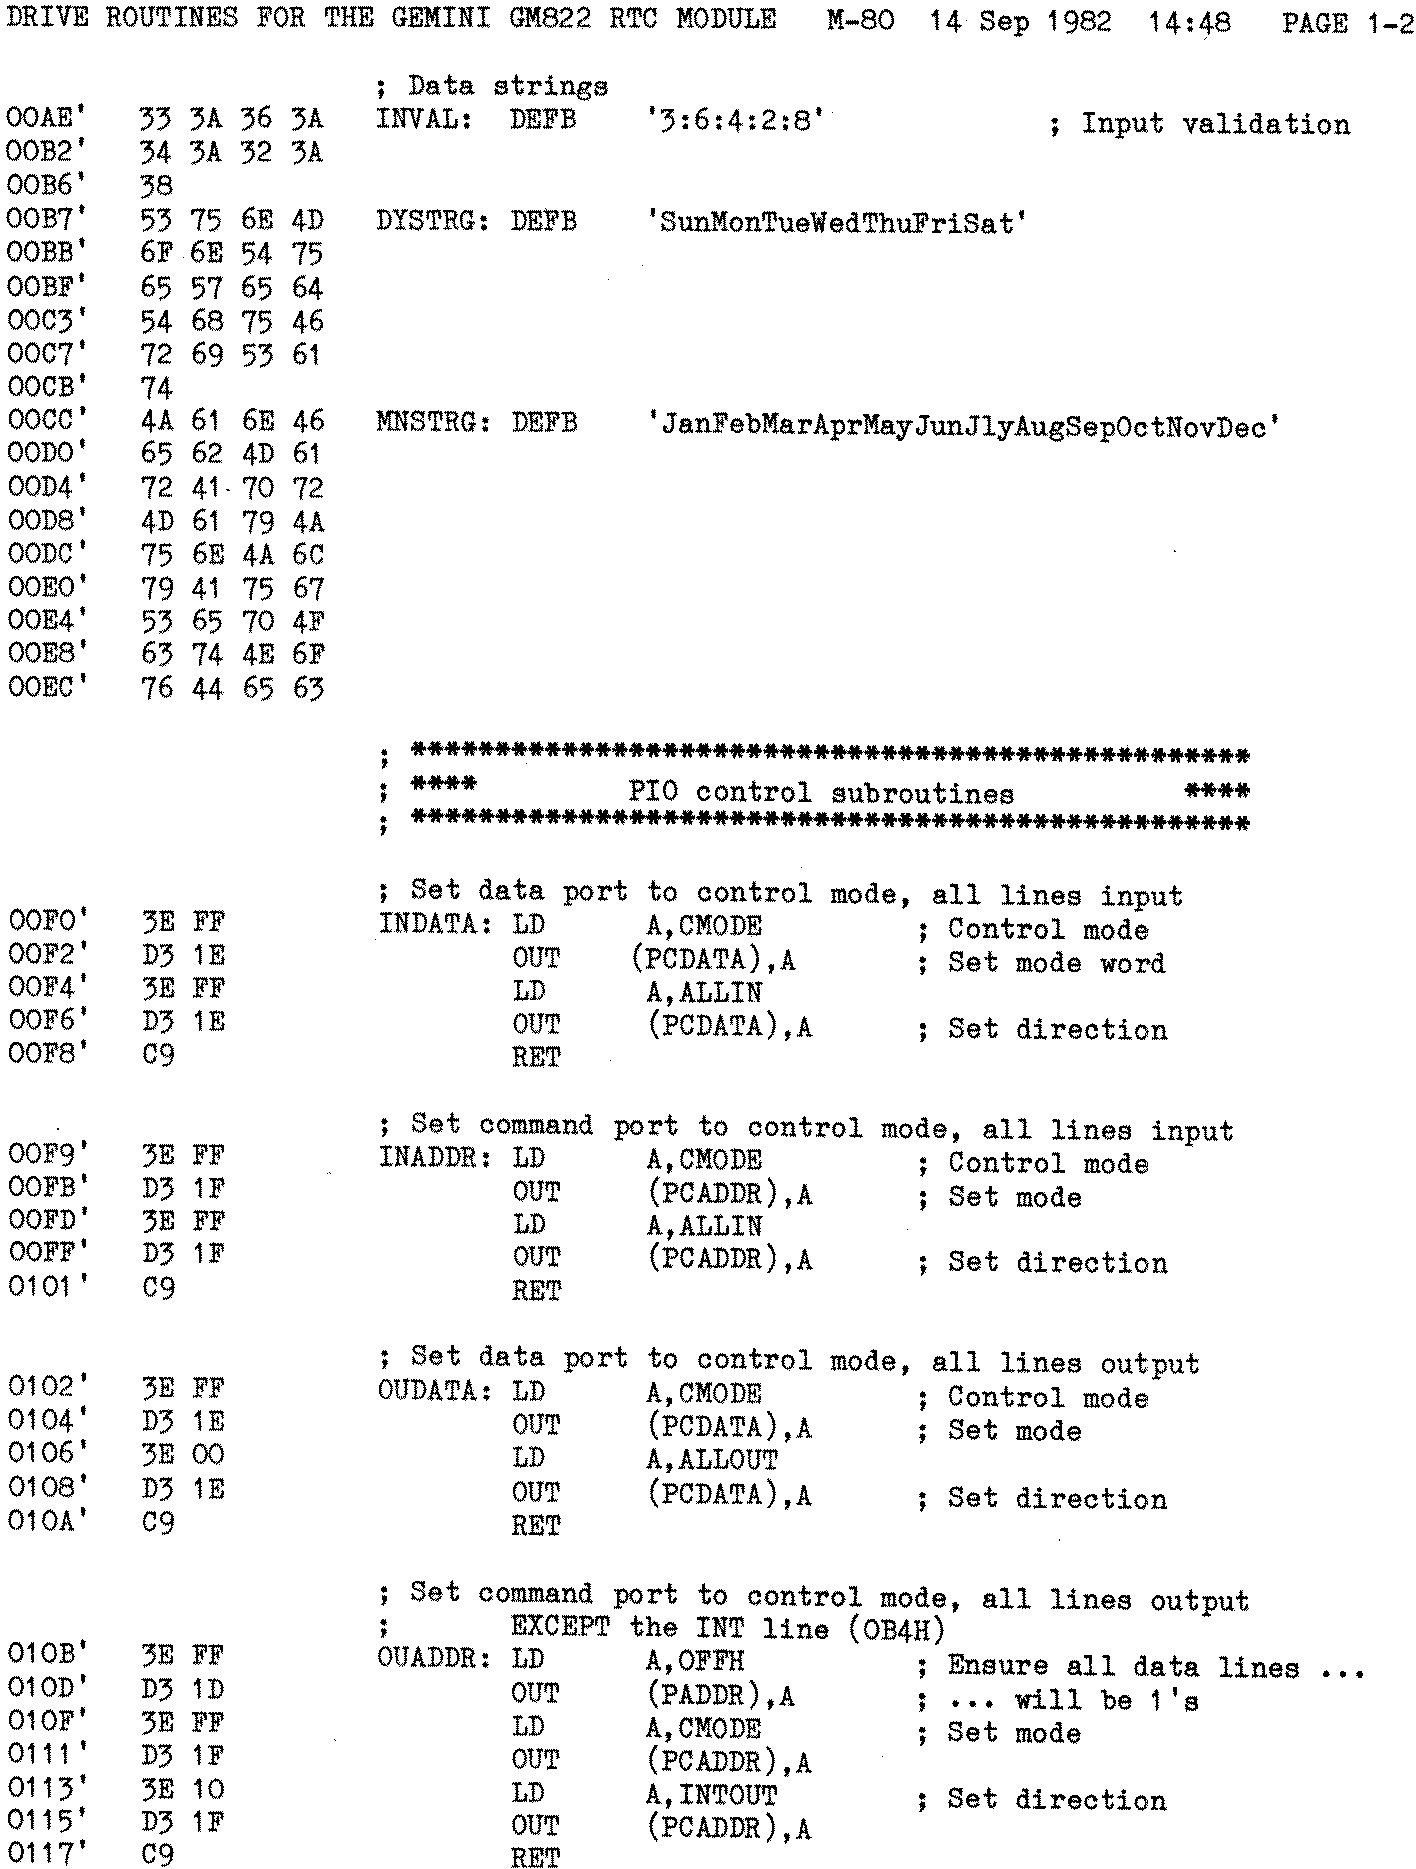 DRIVE ROUTINES FOR THE GEMINI GM822 RTC MODULE   M-80  14 Sep 1982  14:48   PAGE 1-2
; Data strings
00AE'   33 3A 36 3A   INVAL:  DEFB    '3:6:4:2:8'   ; Input validation
00B2'   34 3A 32 3A
00B6'   38
00B7'   53 75 6E 4D   DYSTRG: DEFB    'SunMonTueWedThuFriSat'
00BB'   6F 6E 54 75
00BF'   65 57 65 64
00C3'   54 68 75 46
00C7'   72 69 53 61
00CB'   74
00CC'   4A 61 6E 46   MNSTRG: DEFB    'JanFebMarAprMayJunJlyAugSepOctNovDec'
00D0'   65 62 4D 61
00D4'   72 41 70 72
00D8'   4D 61 79 4A
00DC'   75 6E 4A 6C
00E0'   79 41 75 67
00E4'   53 65 70 4F
00E8'   63 74 4E 6F
00EC'   76 44 65 63
; **************************************************
; ****         PIO control subroutines          ****
; **************************************************
; Set data port to control mode, all lines input
00F0'   3E FF   INDATA: LD      A,CMODE   ; Control mode
00F2'   D3 1E           OUT     (PCDATA),A   ; Set mode word
00F4'   3E FF           LD      A,ALLIN
00F6'   D3 1E           OUT     (PCDATA),A   ; Set direction
00F8'   C9              RET
; Set command port to control mode, all lines input
00F9'   3E FF   INADDR: LD      A,CMODE   ; Control mode
00FB'   D3 1F           OUT     (PCADDR),A   ; Set mode
00FD'   3E FF           LD      A,ALLIN
00FF'   D3 1F           OUT     (PCADDR),A   ; Set direction
0101'   C9              RET
; Set data port to control mode, all lines output
0102'   3E FF   OUDATA: LD      A,CMODE   ; Control mode
0104'   D3 1E           OUT     (PCDATA),A   ; Set mode
0106'   3E 00           LD      A,ALLOUT
0108'   D3 1E           OUT     (PCDATA),A   ; Set direction
010A'   C9              RET
; Set command port to control mode, all lines output
;       EXCEPT the INT line (0B4H)
010B'   3E FF   OUADDR: LD      A,0FFH   ; Ensure all data lines ...
010D'   D3 1D           OUT     (PADDR),A   ; ... will be 1's
010F'   3E FF           LD      A,CMODE   ; Set mode
0111'   D3 1F           OUT     (PCADDR),A
0113'   3E 10           LD      A,INTOUT   ; Set direction
0115'   D3 1F           OUT     (PCADDR),A
0117'   C9              RET